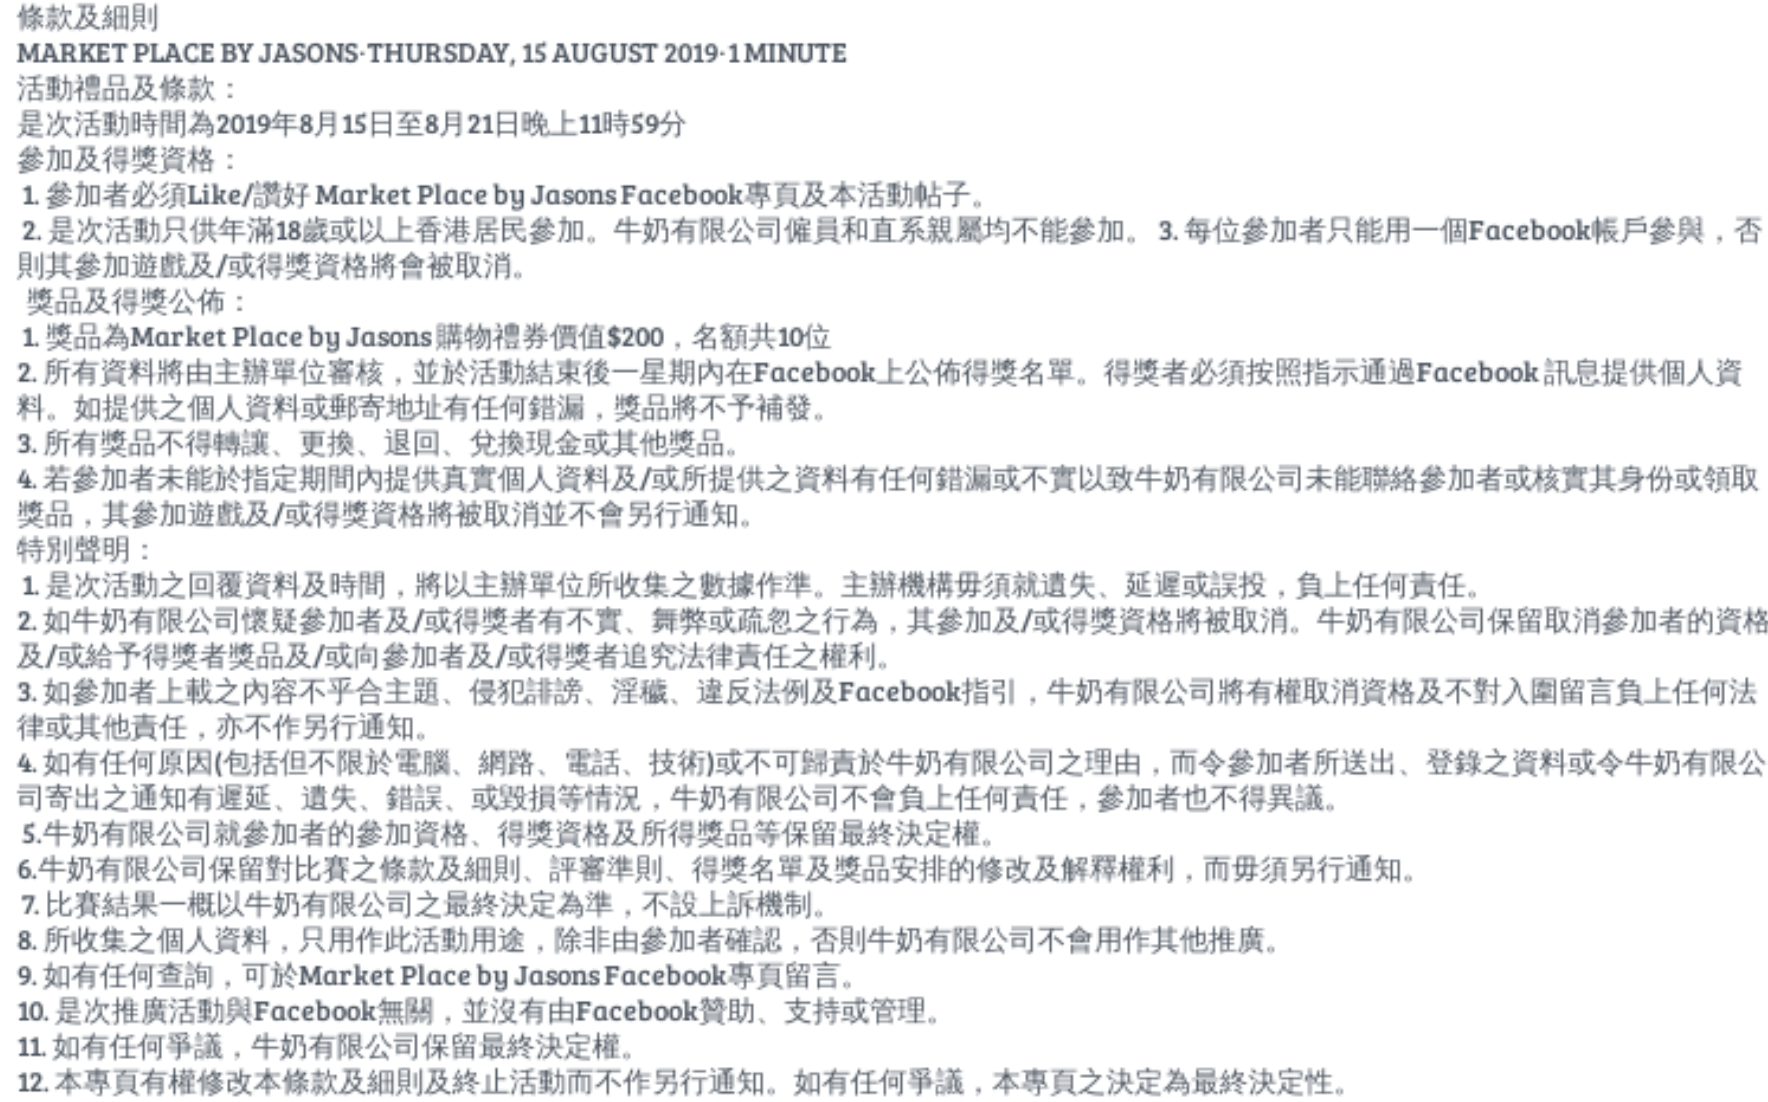 條款及細則
MARKET PLACE BY JASONS·THURSDAY, 15 AUGUST 2019·1 MINUTE
活動禮品及條款：
是次活動時間為2019年8月15日至8月21日晚上11時59分
參加及得獎資格：
1. 參加者必須Like/讚好 Market Place by Jasons Facebook專頁及本活動帖子。
2. 是次活動只供年滿18歲或以上香港居民參加。牛奶有限公司僱員和直系親屬均不能參加。 3. 每位參加者只能用一個Facebook帳戶參與，否
則其參加遊戲及/或得獎資格將會被取消。
獎品及得獎公佈：
1. 獎品為Market Place by Jasons 購物禮券價值$200，名額共10位
2. 所有資料將由主辦單位審核，並於活動結束後一星期內在Facebook上公佈得獎名單。得獎者必須按照指示通過Facebook 訊息提供個人資
料。如提供之個人資料或郵寄地址有任何錯漏，獎品將不予補發。
3. 所有獎品不得轉讓、更換、退回、兌換現金或其他獎品。
4. 若參加者未能於指定期間內提供真實個人資料及/或所提供之資料有任何錯漏或不實以致牛奶有限公司未能聯絡參加者或核實其身份或領取
獎品，其參加遊戲及/或得獎資格將被取消並不會另行通知。
特別聲明：
1. 是次活動之回覆資料及時間，將以主辦單位所收集之數據作準。主辦機構毋須就遺失、延遲或誤投，負上任何責任。
2. 如牛奶有限公司懷疑參加者及/或得獎者有不實、舞弊或疏忽之行為，其參加及/或得獎資格將被取消。牛奶有限公司保留取消參加者的資格
及/或給予得獎者獎品及/或向參加者及/或得獎者追究法律責任之權利。
3. 如參加者上載之內容不乎合主題、侵犯誹謗、淫穢、違反法例及Facebook指引，牛奶有限公司將有權取消資格及不對入圍留言負上任何法
律或其他責任，亦不作另行通知。
4. 如有任何原因(包括但不限於電腦、網路、電話、技術)或不可歸責於牛奶有限公司之理由，而令參加者所送出、登錄之資料或令牛奶有限公
司寄出之通知有遲延、遺失、錯誤、或毀損等情況，牛奶有限公司不會負上任何責任，參加者也不得異議。
5.牛奶有限公司就參加者的參加資格、得獎資格及所得獎品等保留最終決定權。
6.牛奶有限公司保留對比賽之條款及細則、評審準則、得獎名單及獎品安排的修改及解釋權利，而毋須另行通知。
7. 比賽結果一概以牛奶有限公司之最終決定為準，不設上訴機制。
8. 所收集之個人資料，只用作此活動用途，除非由參加者確認，否則牛奶有限公司不會用作其他推廣。
9. 如有任何查詢，可於Market Place by Jasons Facebook專頁留言。
10. 是次推廣活動與Facebook無關，並沒有由Facebook贊助、支持或管理。
11. 如有任何爭議，牛奶有限公司保留最終決定權。
12. 本專頁有權修改本條款及細則及終止活動而不作另行通知。如有任何爭議，本專頁之決定為最終決定性。